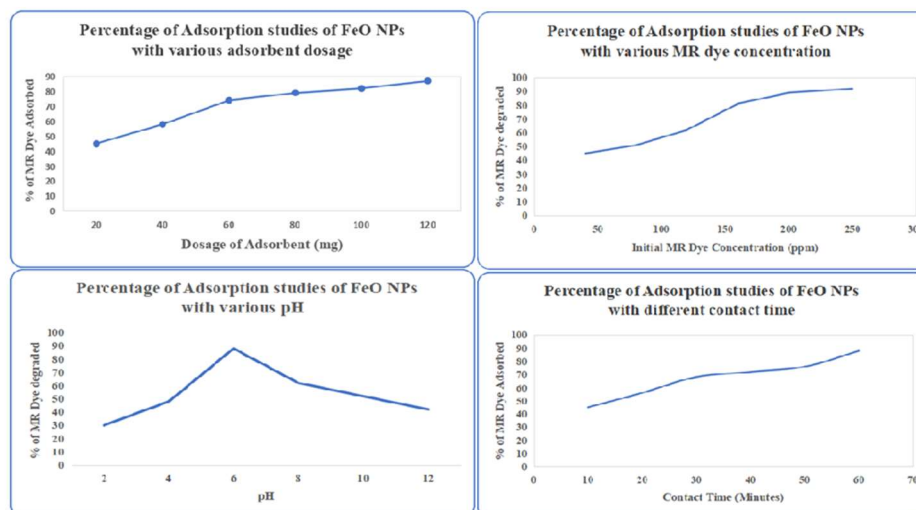 Percentage of Adsorption studies of FeO NPs
with various adsorbent dosage
% of MR Dye Adsorbed
90
80
70
60
50
40
30
20
10
0
20 40 60 80 100 120
Dosage of Adsorbent (mg)
Percentage of Adsorption studies of FeO NPs
with various MR dye concentration
% of MR Dye degraded
100
90
80
70
60
50
40
30
20
10
0
0 50 100 150 200 250
Initial MR Dye Concentration (ppm)
Percentage of Adsorption studies of FeO NPs
with various pH
% of MR Dye degraded
100
90
80
70
60
50
40
30
20
10
0
2 4 6 8 10 12
pH
Percentage of Adsorption studies of FeO NPs
with different contact time
% of MR Dye Adsorbed
100
90
80
70
60
50
40
30
20
10
0
0 10 20 30 40 50 60 70
Contact Time (Minutes)